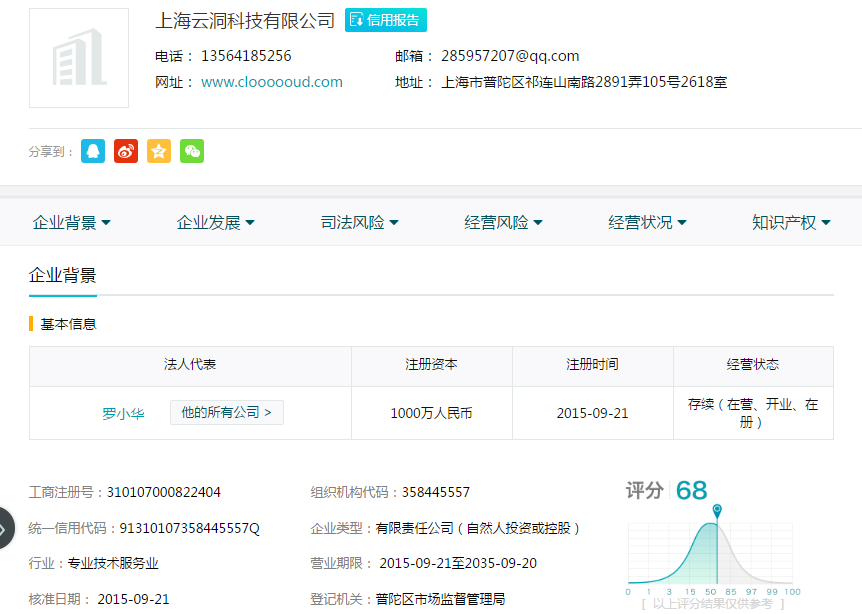 上海云洞科技有限公司 信用报告
电话： 13564185256 邮箱： 285957207@qq.com
网址： www.cloooooud.com 地址： 上海市普陀区祁连山南路2891弄105号2618室
分享到：
企业背景 企业发展 司法风险 经营风险 经营状况 知识产权
企业背景
基本信息
法人代表 注册资本 注册时间 经营状态
罗小华 他的所有公司 > 1000万人民币 2015-09-21 存续（在营、开业、在
册）
工商注册号：310107000822404 组织机构代码：358445557 评分 68
统一信用代码：91310107358445557Q 企业类型：有限责任公司（自然人投资或控股）
行业：专业技术服务业 营业期限： 2015-09-21至2035-09-20
0 1 3 15 50 85 97 99 100
核准日期： 2015-09-21 登记机关：普陀区市场监督管理局 [ 以上评分结果仅供参考 ]